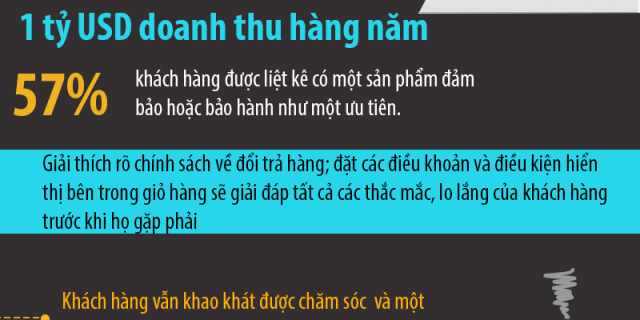 1 tỷ USD doanh thu hàng năm
57%
khách hàng được liệt kê có một sản phẩm đảm
bảo hoặc bảo hành như một ưu tiên.
Giải thích rõ chính sách về đổi trả hàng; đặt các điều khoản và điều kiện hiển
thị bên trong giỏ hàng sẽ giải đáp tất cả các thắc mắc, lo lắng của khách hàng
trước khi họ gặp phải
Khách hàng vẫn khao khát được chăm sóc và một